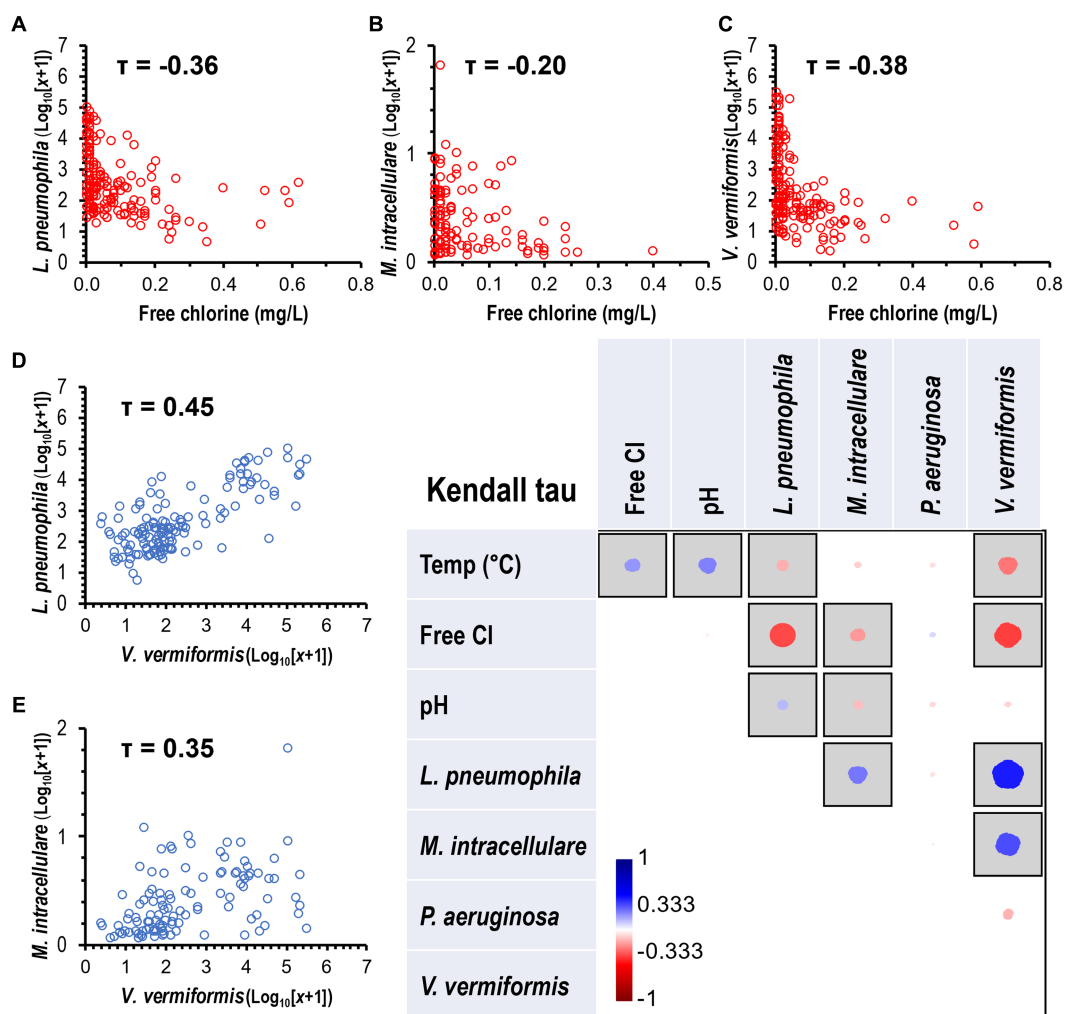 A
τ = -0.36
L. pneumophila (Log10[x+1])
7
6
5
4
3
2
1
0
0.0 0.2 0.4 0.6 0.8
Free chlorine (mg/L)
B
τ = -0.20
M. intracellulare (Log10[x+1])
2
1
0
0.0 0.1 0.2 0.3 0.4 0.5
Free chlorine (mg/L)
C
τ = -0.38
V. vermiformis(Log10[x+1])
7
6
5
4
3
2
1
0
0.0 0.2 0.4 0.6 0.8
Free chlorine (mg/L)
D
τ = 0.45
L. pneumophila (Log10[x+1])
7
6
5
4
3
2
1
0
0 1 2 3 4 5 6 7
V. vermiformis(Log10[x+1])
E
τ = 0.35
M. intracellulare (Log10[x+1])
2
1
0
0 1 2 3 4 5 6 7
V. vermiformis(Log10[x+1])
Kendall tau
Free Cl
pH
L. pneumophila
M. intracellulare
P. aeruginosa
V. vermiformis
Temp (°C)
Free Cl
pH
L. pneumophila
M. intracellulare
P. aeruginosa
V. vermiformis
1
0.333
-0.333
-1